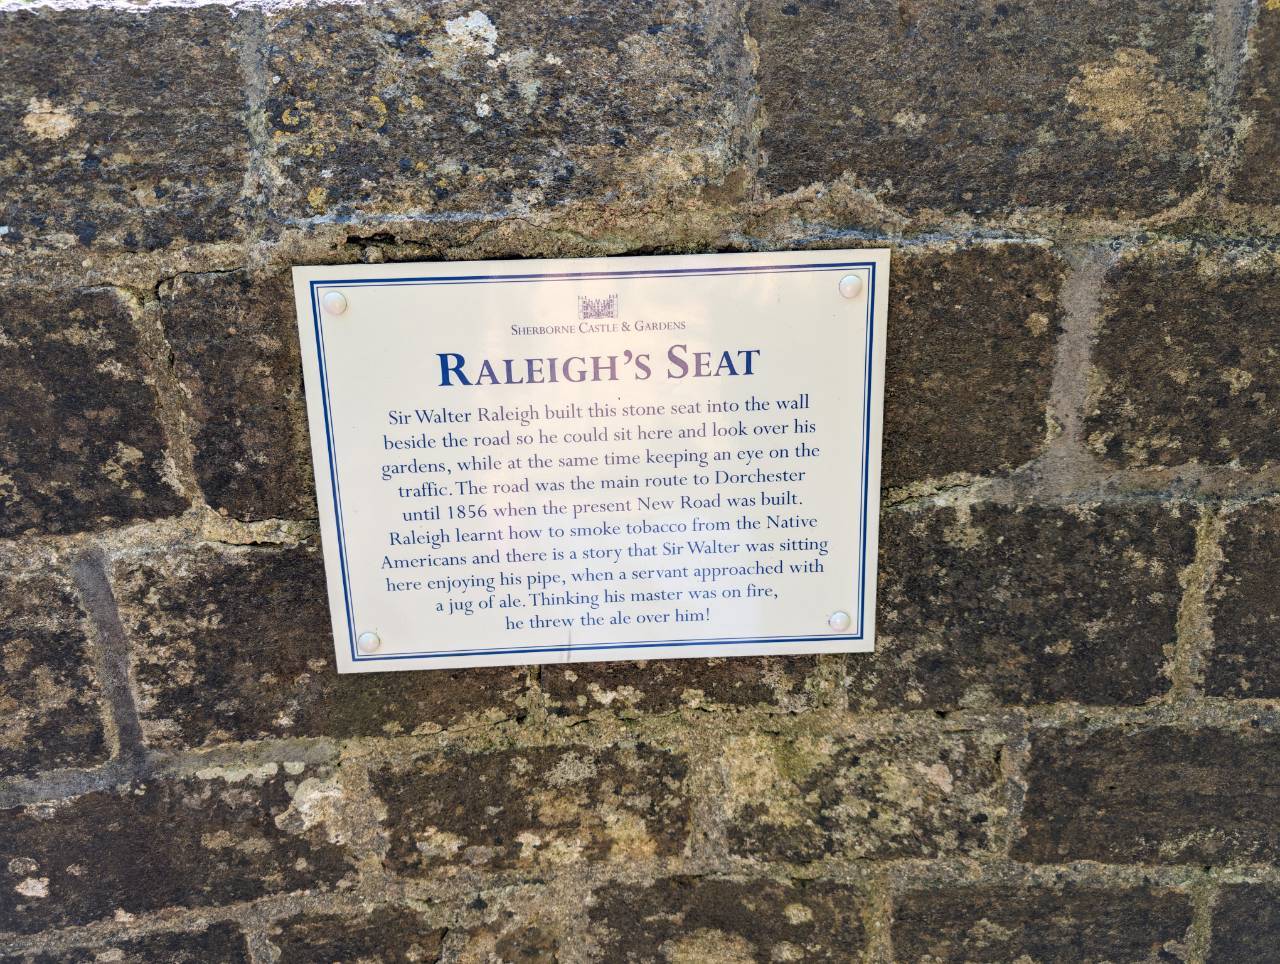 Sherborne Castle & Gardens
Raleigh's Seat
Sir Walter Raleigh built this stone seat into the wall
beside the road so he could sit here and look over his
gardens, while at the same time keeping an eye on the
traffic. The road was the main route to Dorchester
until 1856 when the present New Road was built.
Raleigh learnt how to smoke tobacco from the Native
Americans and there is a story that Sir Walter was sitting
here enjoying his pipe, when a servant approached with
a jug of ale. Thinking his master was on fire,
he threw the ale over him!